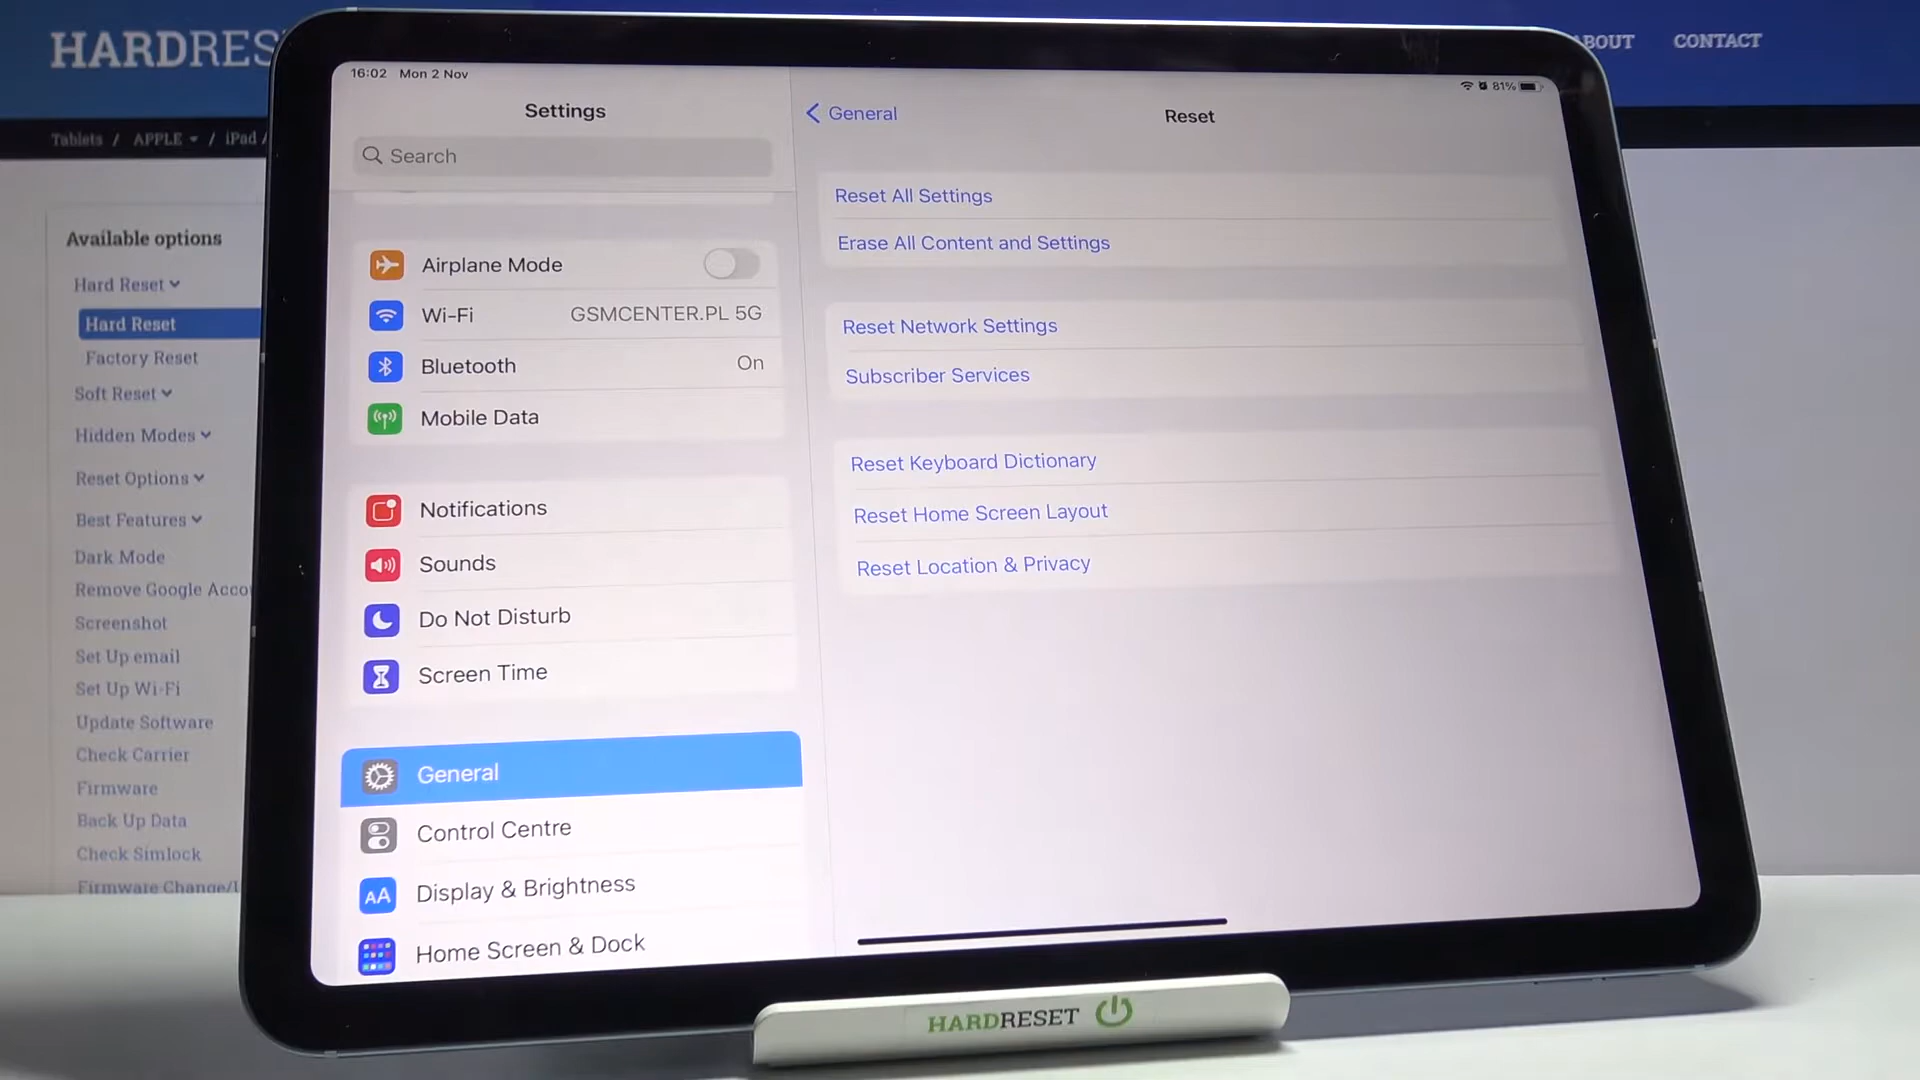 HARDRES
ABOUT
CONTACT
Tablets / APPLE / iPad /
Available options
Hard Reset
Hard Reset
Factory Reset
Soft Reset
Hidden Modes
Reset Options
Best Features
Dark Mode
Remove Google Acco
Screenshot
Set Up email
Set Up Wi-Fi
Update Software
Check Carrier
Firmware
Back Up Data
Check Simlock
Firmware Change/
16:02 Mon 2 Nov
81%
Settings
Search
Airplane Mode
Wi-Fi GSMCENTER.PL 5G
Bluetooth On
Mobile Data
Notifications
Sounds
Do Not Disturb
Screen Time
General
Control Centre
AA Display & Brightness
Home Screen & Dock
General
Reset
Reset All Settings
Erase All Content and Settings
Reset Network Settings
Subscriber Services
Reset Keyboard Dictionary
Reset Home Screen Layout
Reset Location & Privacy
HARDRESET